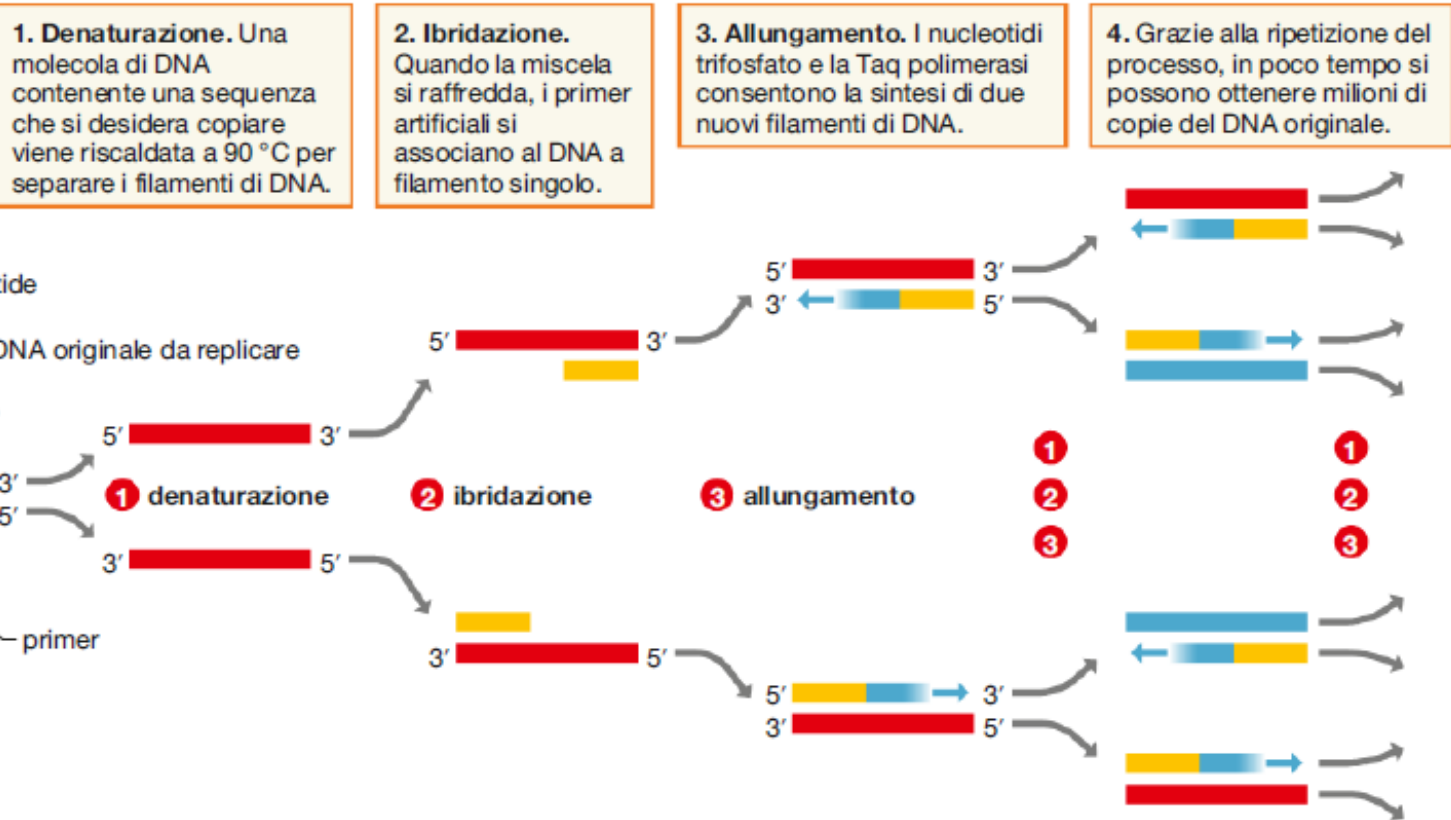 1. Denaturazione. Una
molecola di DNA
contenente una sequenza
che si desidera copiare
viene riscaldata a 90 °C per
separare i filamenti di DNA.
2. Ibridazione.
Quando la miscela
si raffredda, i primer
artificiali si
associano al DNA a
filamento singolo.
3. Allungamento. I nucleotidi
trifosfato e la Taq polimerasi
consentono la sintesi di due
nuovi filamenti di DNA.
4. Grazie alla ripetizione del
processo, in poco tempo si
possono ottenere milioni di
copie del DNA originale.
5′ 3′
3′ 5′
5′ 3′
DNA originale da replicare
5′ 3′
3′
5′
1 denaturazione
2 ibridazione
3 allungamento
1
2
3
1
2
3
3′ 5′
primer
3′ 5′
5′ 3′
3′ 5′